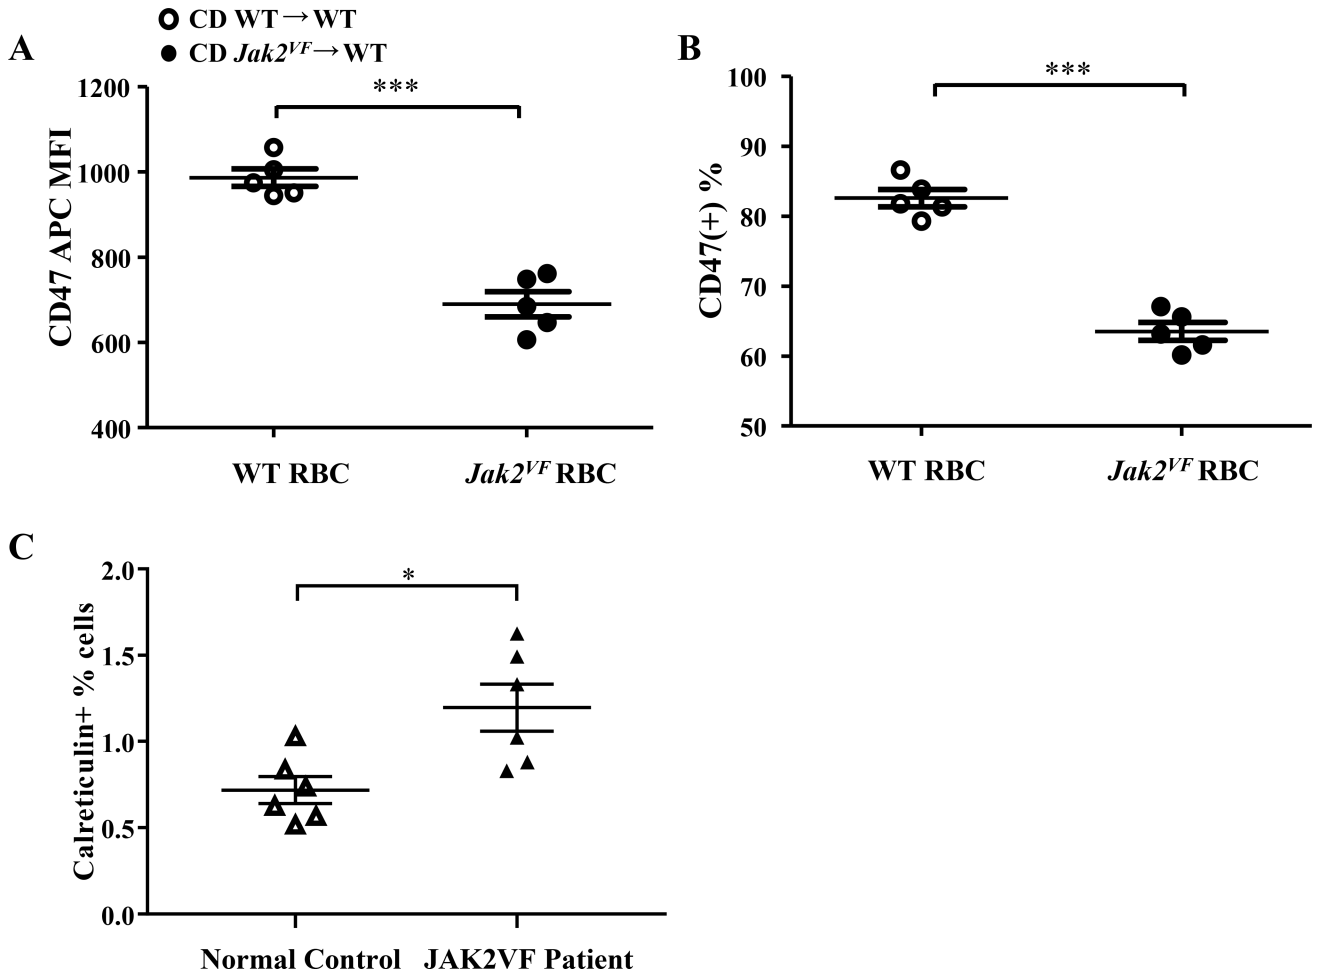 CD WT→WT
CD Jak2VF→WT
A
1200
1000
800
600
400
CD47 APC MFI
***
WT RBC
Jak2VF RBC
B
100
90
80
70
60
50
CD47(+) %
***
WT RBC
Jak2VF RBC
C
2.0
1.5
1.0
0.5
0.0
Calreticulin+ % cells
*
Normal Control
JAK2VF Patient